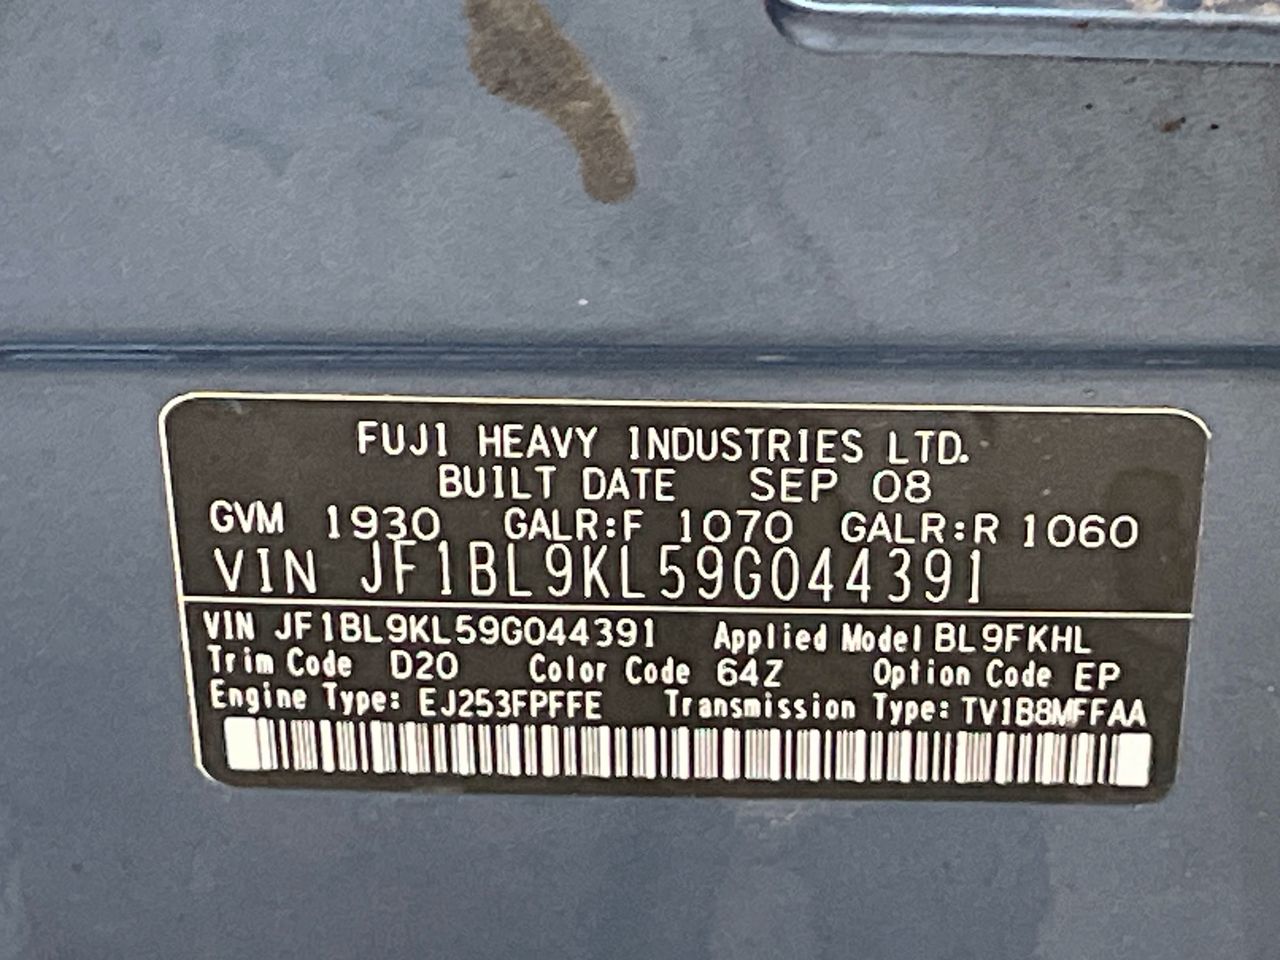 FUJI HEAVY INDUSTRIES LTD.
BUILT DATE SEP 08
GVM 1930 GALR:F 1070 GALR:R 1060
VIN JF1BL9KL59G044391
VIN JF1BL9KL59G044391 Applied Model BL9FKHL
Trim Code D20 Color Code 64Z Option Code EP
Engine Type: EJ253FPFFE Transmission Type: TV1B8MFFAA